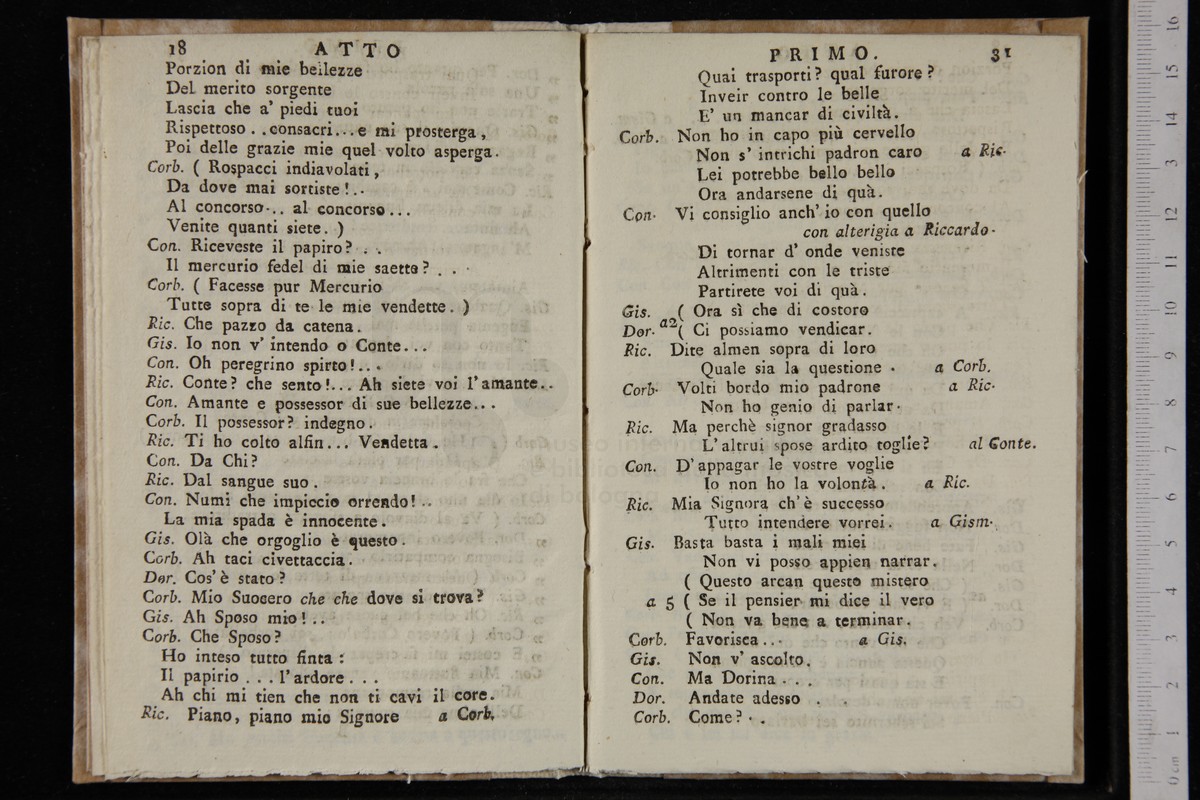 18 ATTO
Porzion di mie bellezze
Del merito sorgente
Lascia che a' piedi tuoi
Rispettoso . . consacri... e mi prosterga,
Poi delle grazie mie quel volto asperga.
Corb. ( Rospacci indiavolati,
Da dove mai sortiste!..
Al concorso... al concorso...
Venite quanti siete. )
Con. Riceveste il papiro? . .
Il mercurio fedel di mie saette? . . .
Corb. ( Facesse pur Mercurio
Tutte sopra di te le mie vendette. )
Ric. Che pazzo da catena.
Gis. Io non v' intendo o Conte...
Con. Oh peregrino spirto!...
Ric. Conte? che sento!... Ah siete voi l'amante..
Con. Amante e possessor di sue bellezze...
Corb. Il possessor? indegno.
Ric. Ti ho colto alfin... Vendetta.
Con. Da Chi?
Ric. Dal sangue suo.
Con. Numi che impiccio orrendo!..
La mia spada è innocente.
Gis. Olà che orgoglio è questo.
Corb. Ah taci civettaccia.
Dor. Cos' è stato?
Corb. Mio Suocero che che dove si trova?
Gis. Ah Sposo mio!..
Corb. Che Sposo?
Ho inteso tutto finta:
Il papirio . . . l'ardore . . .
Ah chi mi tien che non ti cavi il core.
Ric. Piano, piano mio Signore a Corb.
PRIMO. 31
Quai trasporti? qual furore?
Inveir contro le belle
E' un mancar di civiltà.
Corb. Non ho in capo più cervello
Non s' intrichi padron caro a Ric.
Lei potrebbe bello bello
Ora andarsene di quà.
Con. Vi consiglio anch' io con quello
con alterigia a Riccardo.
Di tornar d' onde veniste
Altrimenti con le triste
Partirete voi di quà.
Gis. ( Ora sì che di costoro
Dor. a2 ( Ci possiamo vendicar.
Ric. Dite almen sopra di loro
Quale sia la questione . a Corb.
Corb. Volti bordo mio padrone a Ric.
Non ho genio di parlar.
Ric. Ma perchè signor gradasso
L' altrui spose ardito toglie? al Conte.
Con. D' appagar le vostre voglie
Io non ho la volontà. a Ric.
Ric. Mia Signora ch' è successo
Tutto intendere vorrei. a Gism.
Gis. Basta basta i mali miei
Non vi posso appien narrar.
( Questo arcan questo mistero
a 5 ( Se il pensier mi dice il vero
( Non va bene a terminar.
Corb. Favorisca... a Gis.
Gis. Non v' ascolto.
Con. Ma Dorina . . .
Dor. Andate adesso . .
Corb. Come? . .